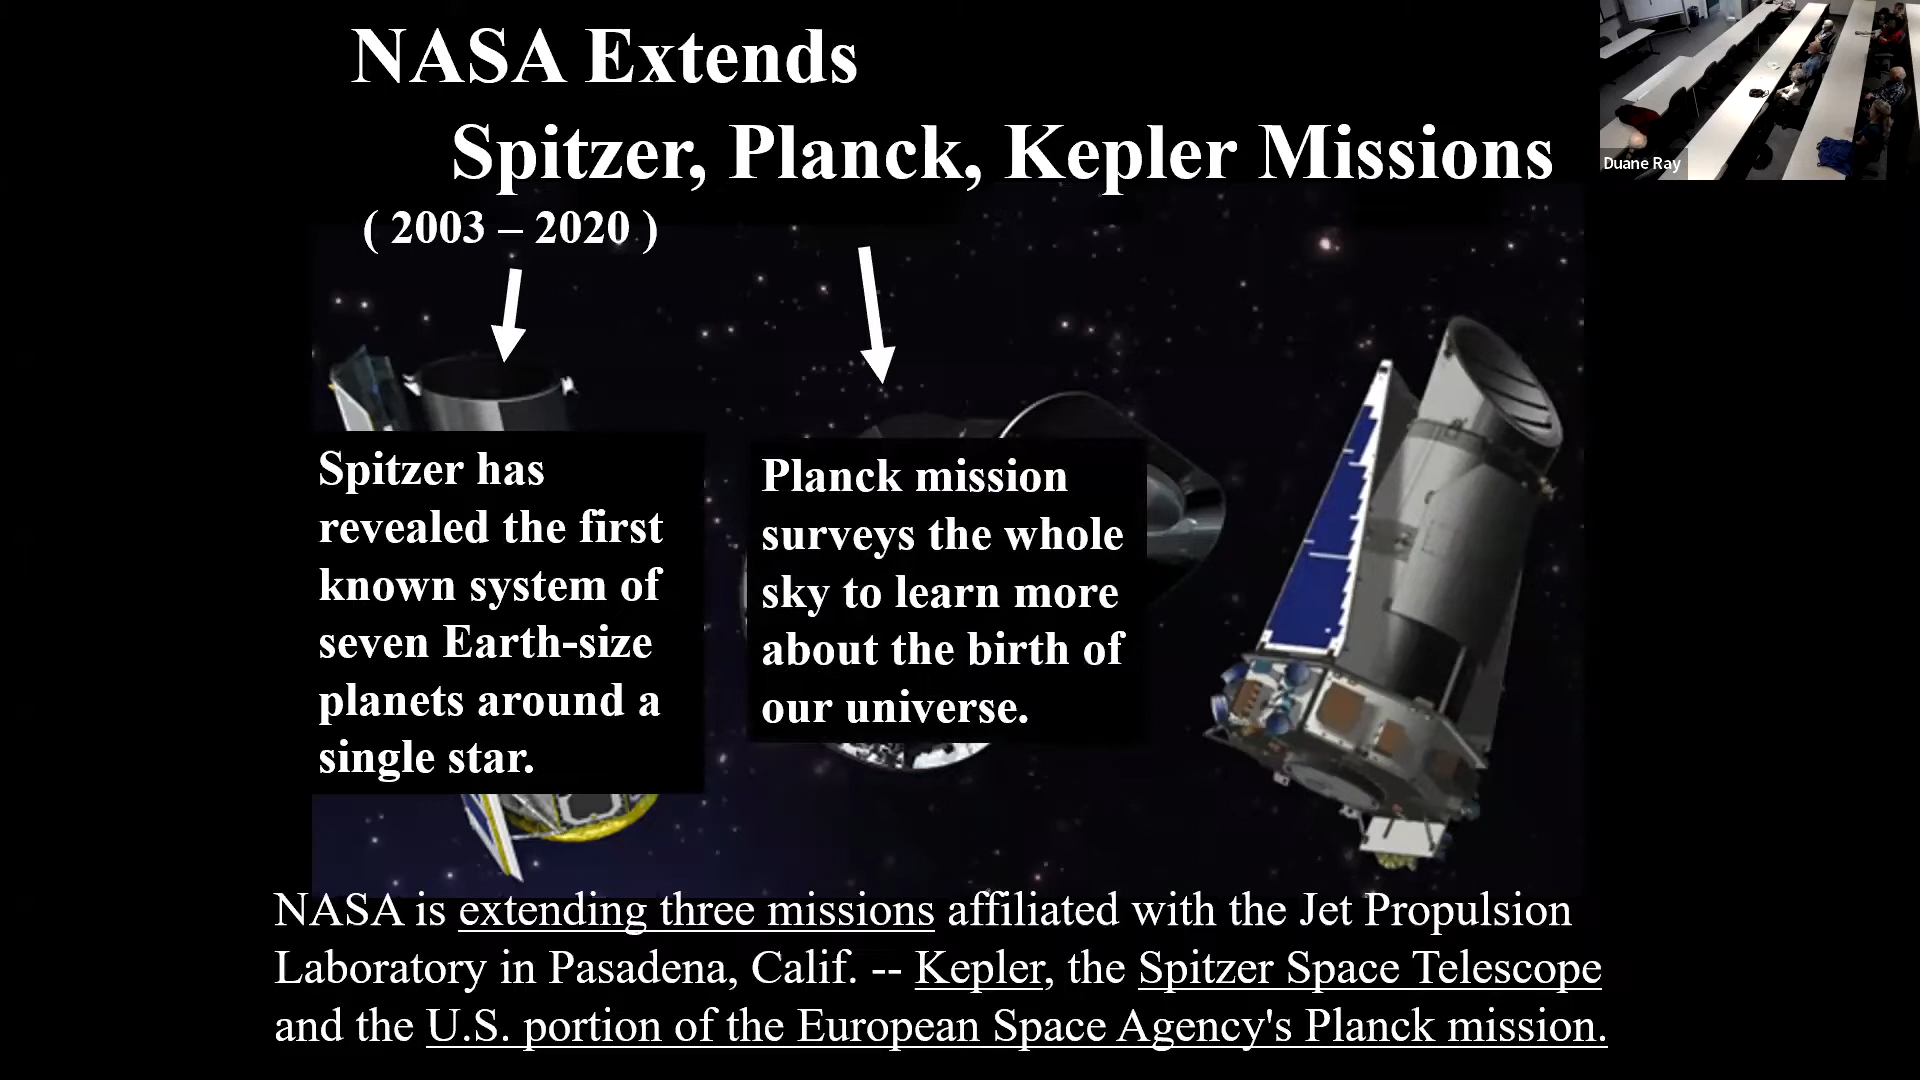 NASA Extends
Spitzer, Planck, Kepler Missions
( 2003 – 2020 )
Spitzer has
revealed the first
known system of
seven Earth-size
planets around a
single star.
Planck mission
surveys the whole
sky to learn more
about the birth of
our universe.
NASA is extending three missions affiliated with the Jet Propulsion
Laboratory in Pasadena, Calif. -- Kepler, the Spitzer Space Telescope
and the U.S. portion of the European Space Agency's Planck mission.
Duane Ray